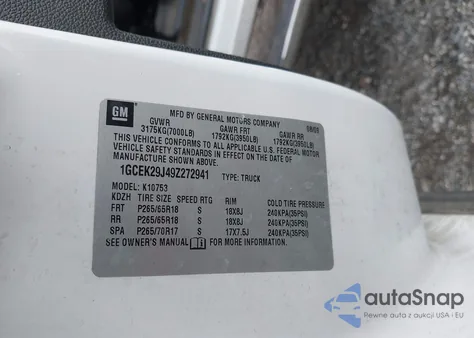 GM
MFD BY GENERAL MOTORS COMPANY
GVWR GAWR FRT GAWR RR
3175KG(7000LB) 1792KG(3950LB) 1792KG(3950LB)
THIS VEHICLE CONFORMS TO ALL APPLICABLE U.S. FEDERAL MOTOR
VEHICLE SAFETY AND THEFT PREVENTION STANDARDS IN
EFFECT ON THE DATE OF MANUFACTURE SHOWN ABOVE.
1GCEK29J49Z272941 TYPE: TRUCK
MODEL: K10753
KDZH TIRE SIZE SPEED RTG RIM COLD TIRE PRESSURE
FRT P265/65R18 S 18X8J 240KPA(35PSI)
RR P265/65R18 S 18X8J 240KPA(35PSI)
SPA P265/70R17 S 17X7.5J 240KPA(35PSI)
SEE OWNER'S MANUAL FOR MORE INFORMATION.
autoSnap
Pewne auto z USA i EU